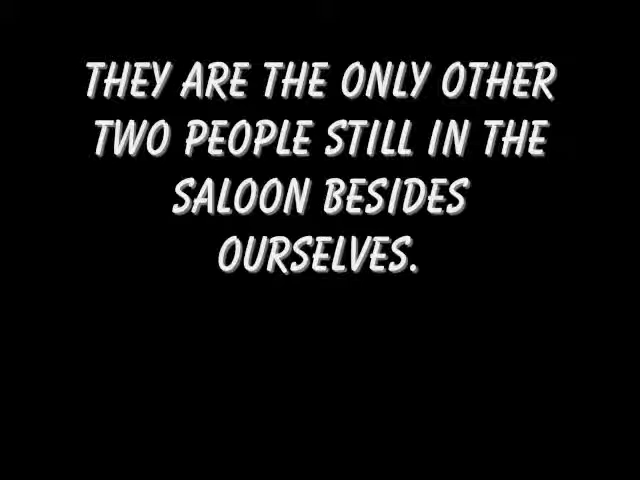 THEY ARE THE ONLY OTHER
TWO PEOPLE STILL IN THE
SALOON BESIDES
OURSELVES.